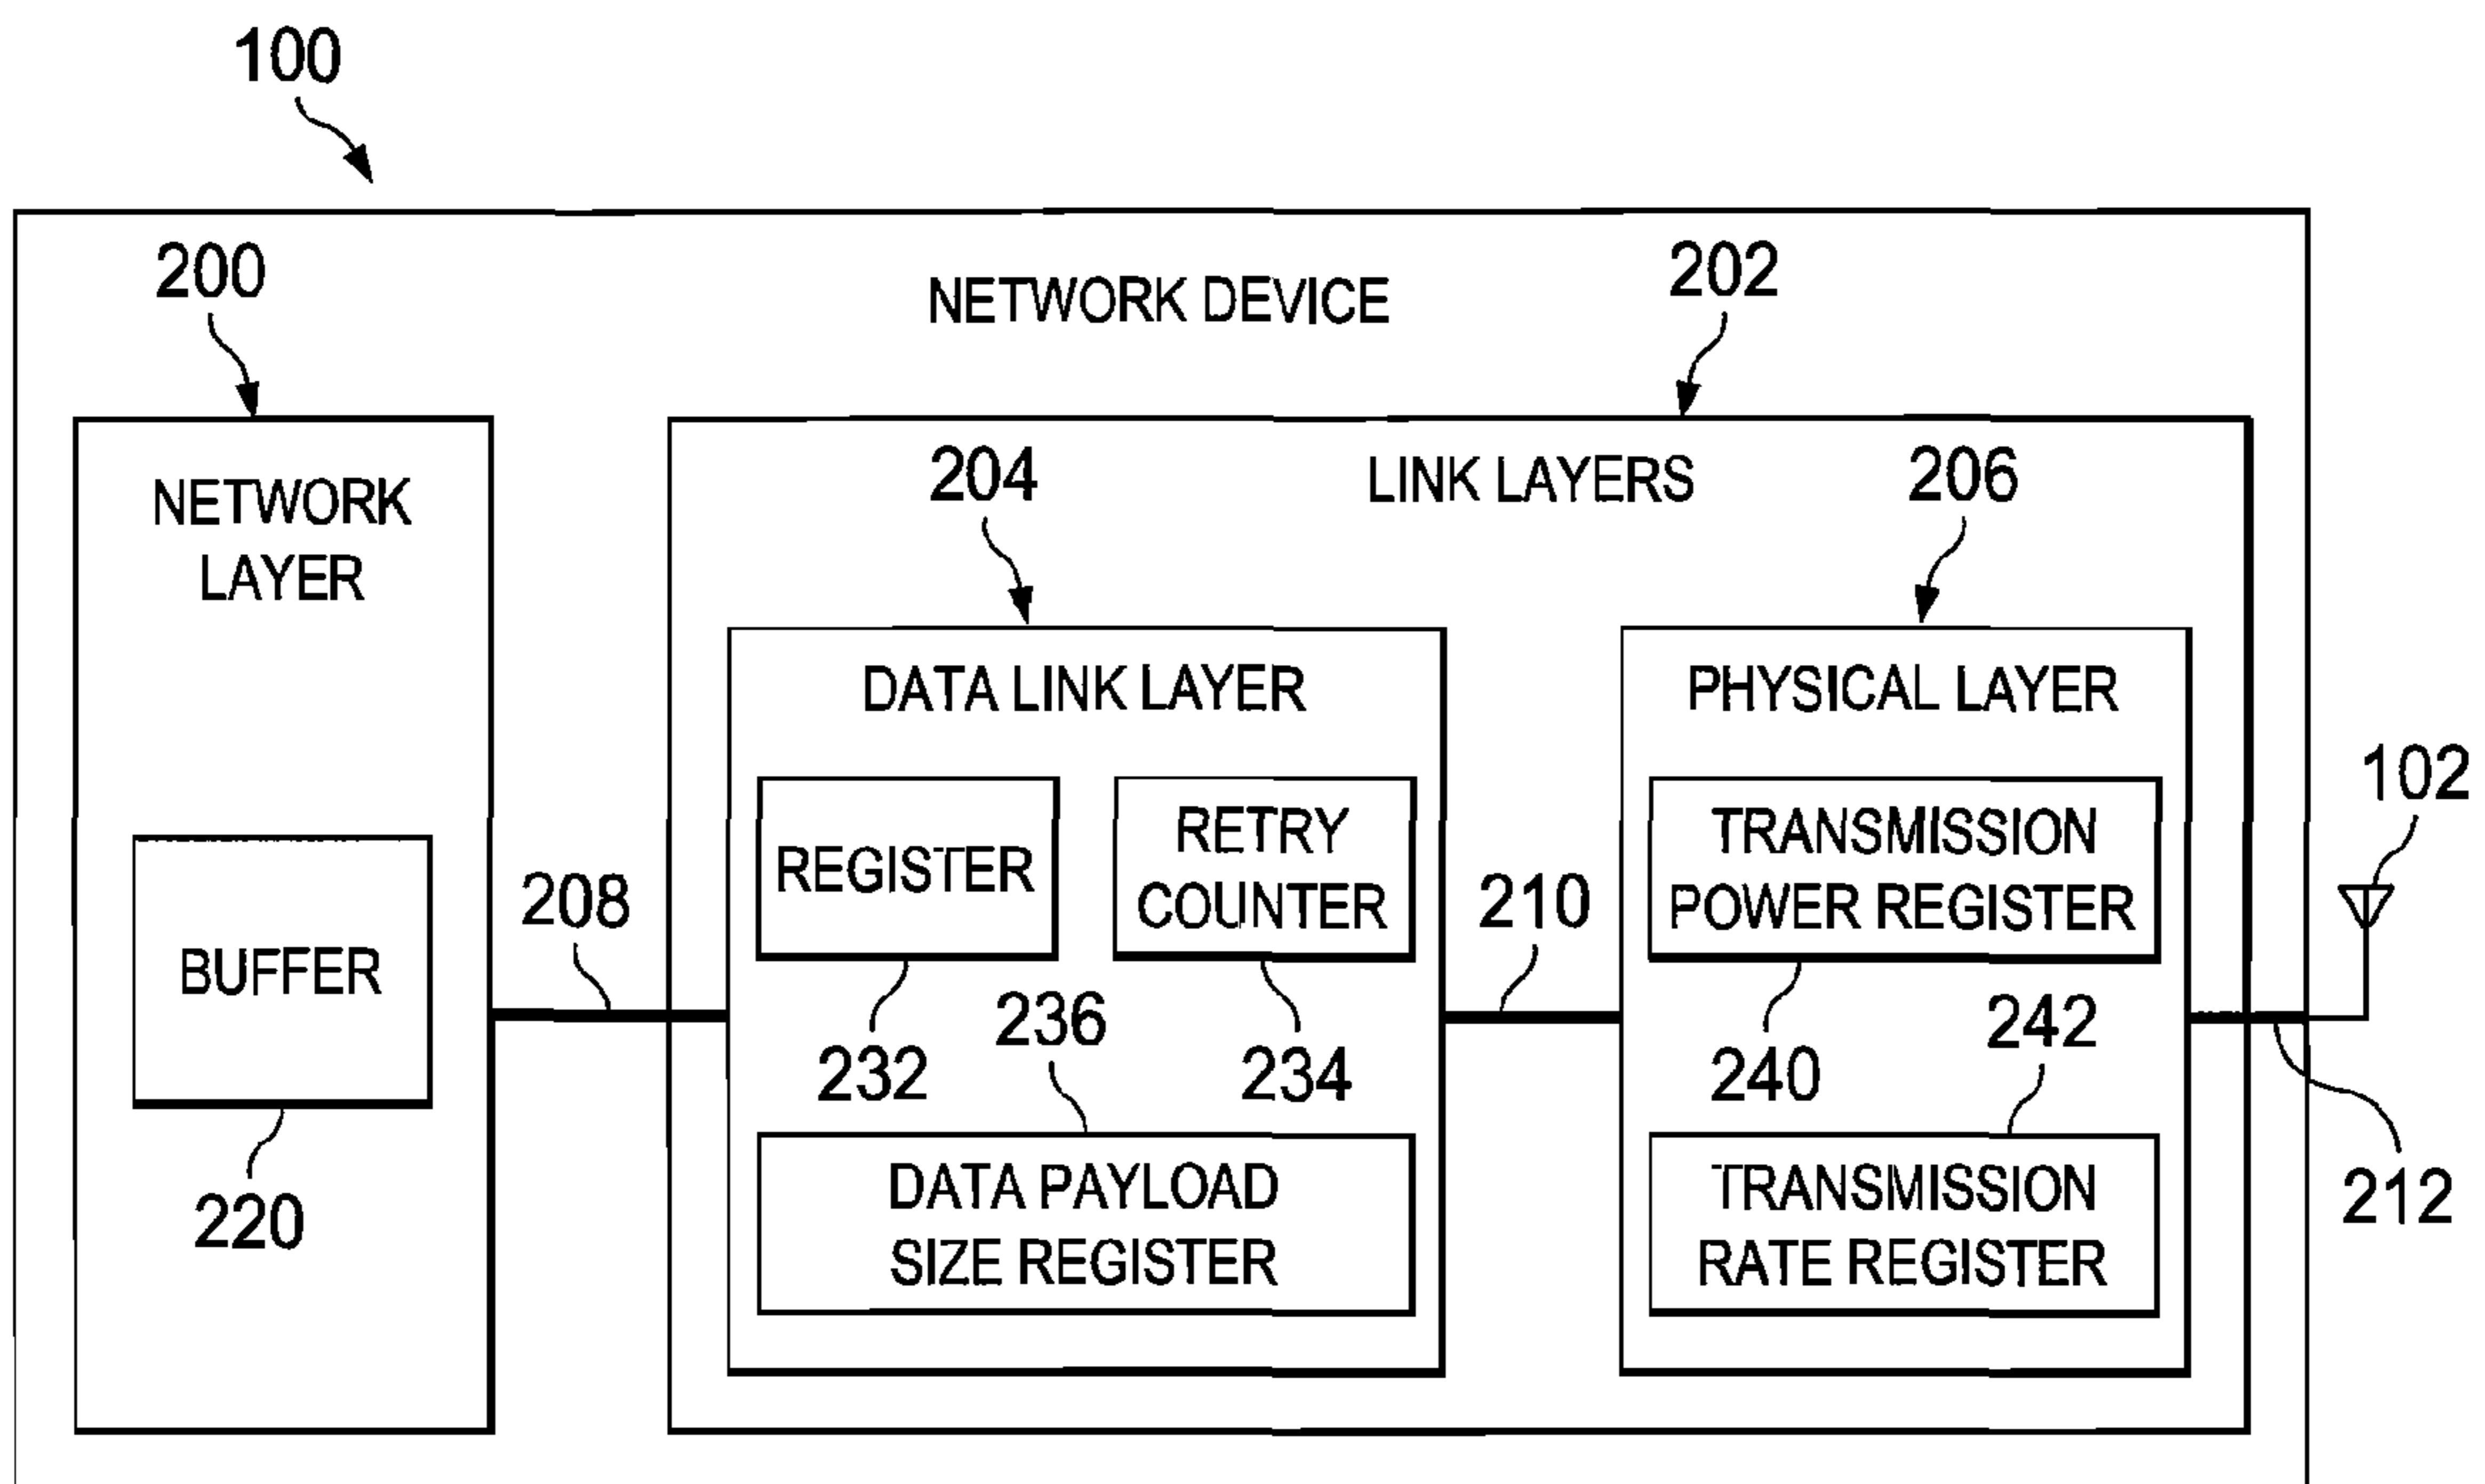 100
200
NETWORK DEVICE
202
NETWORK
LAYER
204
LINK LAYERS
206
DATA LINK LAYER
PHYSICAL LAYER
102
BUFFER
208
REGISTER
RETRY
COUNTER
210
TRANSMISSION
POWER REGISTER
232
236
234
240
242
220
DATA PAYLOAD
SIZE REGISTER
TRANSMISSION
RATE REGISTER
212